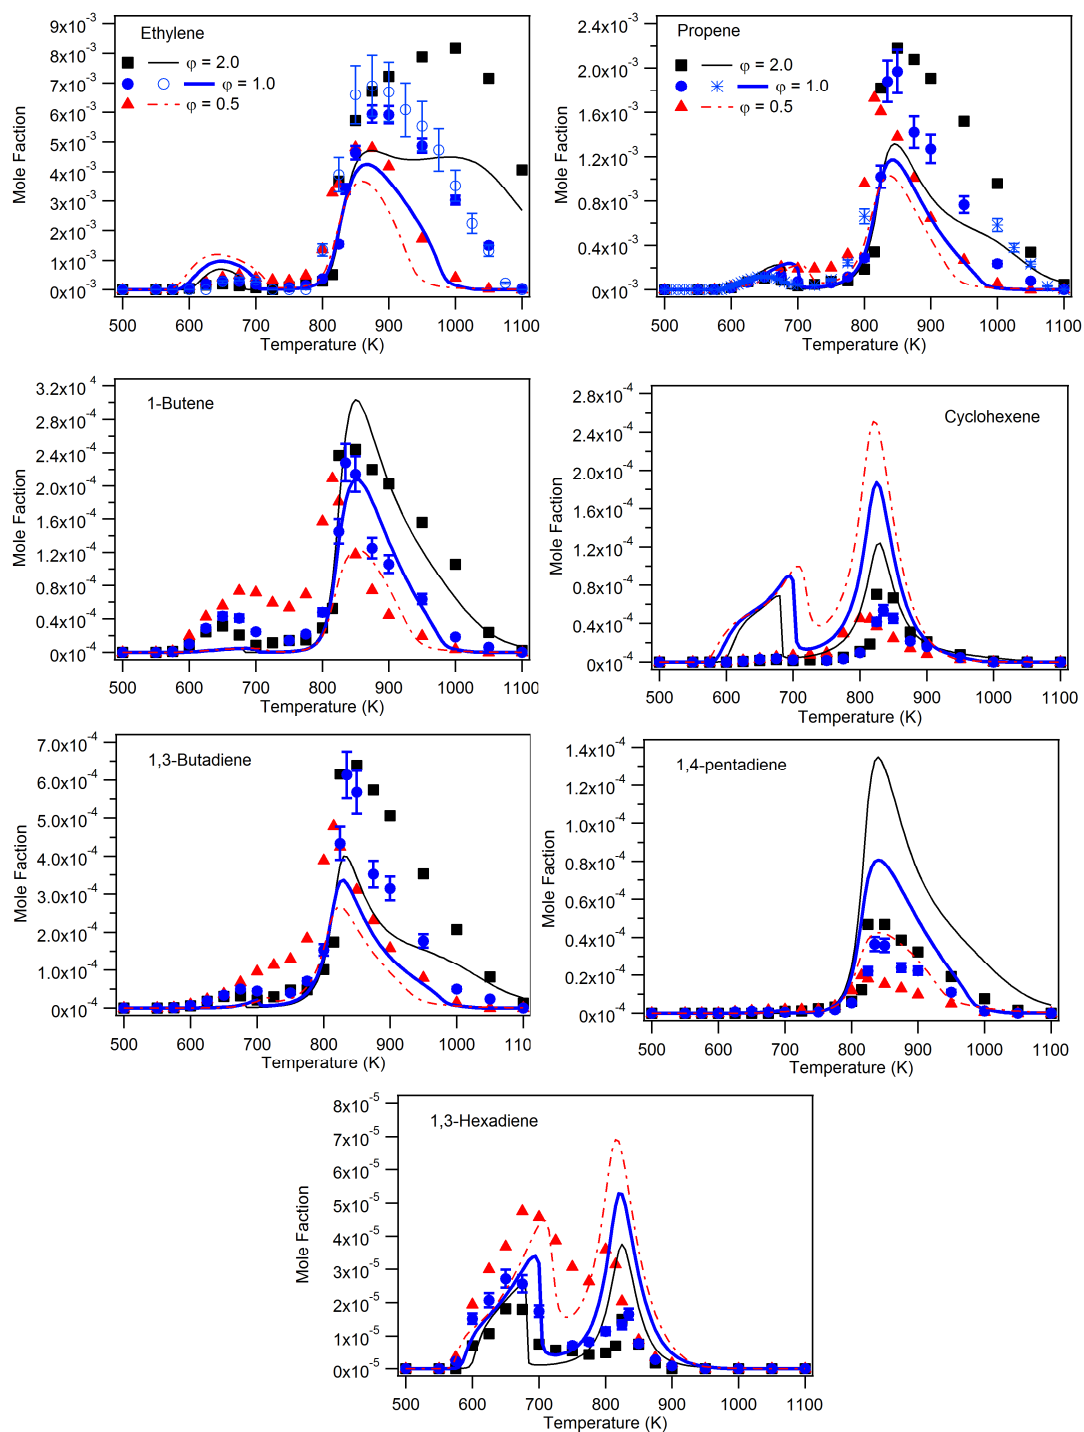 Ethylene
φ = 2.0
φ = 1.0
φ = 0.5
9x10⁻³
8x10⁻³
7x10⁻³
6x10⁻³
5x10⁻³
4x10⁻³
3x10⁻³
2x10⁻³
1x10⁻³
0x10⁻³
Mole Faction
500 600 700 800 900 1000 1100
Temperature (K)
Propene
φ = 2.0
φ = 1.0
φ = 0.5
2.4x10⁻³
2.0x10⁻³
1.6x10⁻³
1.2x10⁻³
0.8x10⁻³
0.4x10⁻³
0.0x10⁻³
Mole Faction
500 600 700 800 900 1000 1100
Temperature (K)
1-Butene
3.2x10⁻⁴
2.8x10⁻⁴
2.4x10⁻⁴
2.0x10⁻⁴
1.6x10⁻⁴
1.2x10⁻⁴
0.8x10⁻⁴
0.4x10⁻⁴
0.0x10⁻⁴
Mole Faction
500 600 700 800 900 1000 1100
Temperature (K)
Cyclohexene
2.8x10⁻⁴
2.4x10⁻⁴
2.0x10⁻⁴
1.6x10⁻⁴
1.2x10⁻⁴
0.8x10⁻⁴
0.4x10⁻⁴
0.0x10⁻⁴
Mole Faction
500 600 700 800 900 1000 1100
Temperature (K)
1,3-Butadiene
7.0x10⁻⁴
6.0x10⁻⁴
5.0x10⁻⁴
4.0x10⁻⁴
3.0x10⁻⁴
2.0x10⁻⁴
1.0x10⁻⁴
0.0x10⁻⁴
Mole Faction
500 600 700 800 900 1000 110
Temperature (K)
1,4-pentadiene
1.4x10⁻⁴
1.2x10⁻⁴
1.0x10⁻⁴
0.8x10⁻⁴
0.6x10⁻⁴
0.4x10⁻⁴
0.2x10⁻⁴
0.0x10⁻⁴
Mole Faction
500 600 700 800 900 1000 1100
Temperature (K)
1,3-Hexadiene
8x10⁻⁵
7x10⁻⁵
6x10⁻⁵
5x10⁻⁵
4x10⁻⁵
3x10⁻⁵
2x10⁻⁵
1x10⁻⁵
0x10⁻⁵
Mole Faction
500 600 700 800 900 1000 1100
Temperature (K)